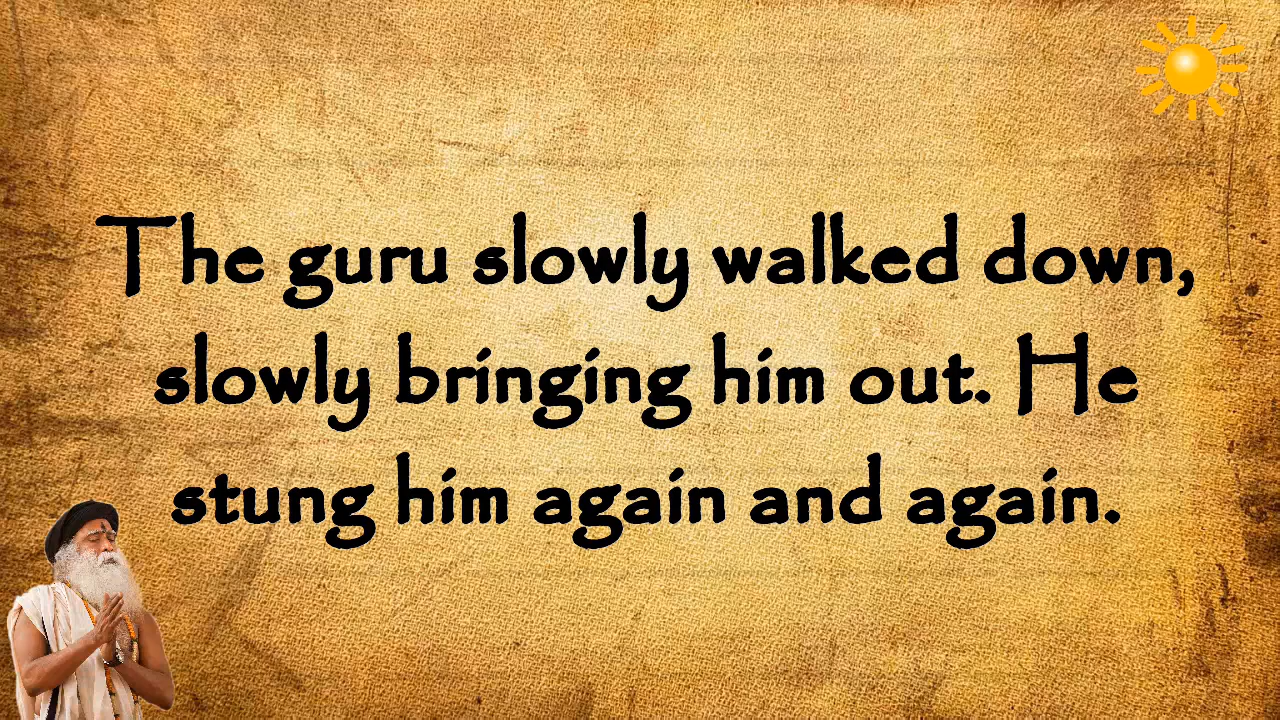 The guru slowly walked down,
slowly bringing him out. He
stung him again and again.